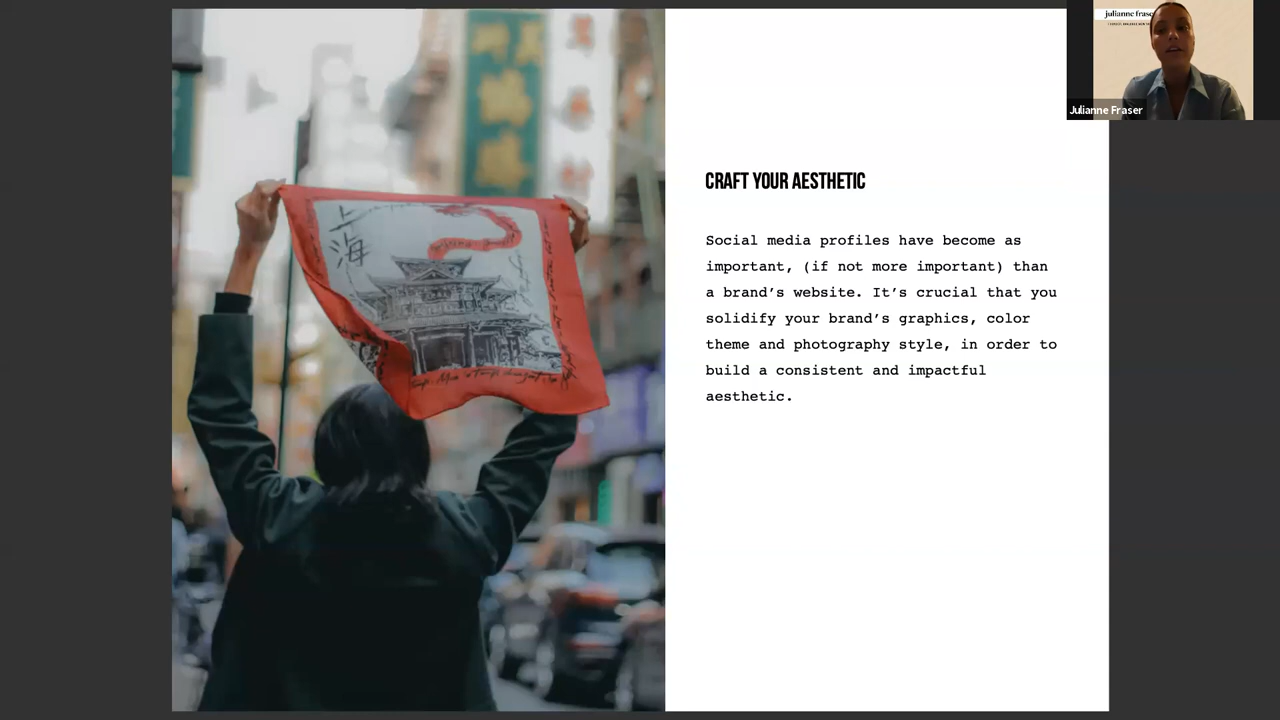 julianne fraser
Julianne Fraser
CRAFT YOUR AESTHETIC
Social media profiles have become as
important, (if not more important) than
a brand’s website. It’s crucial that you
solidify your brand’s graphics, color
theme and photography style, in order to
build a consistent and impactful
aesthetic.
上海